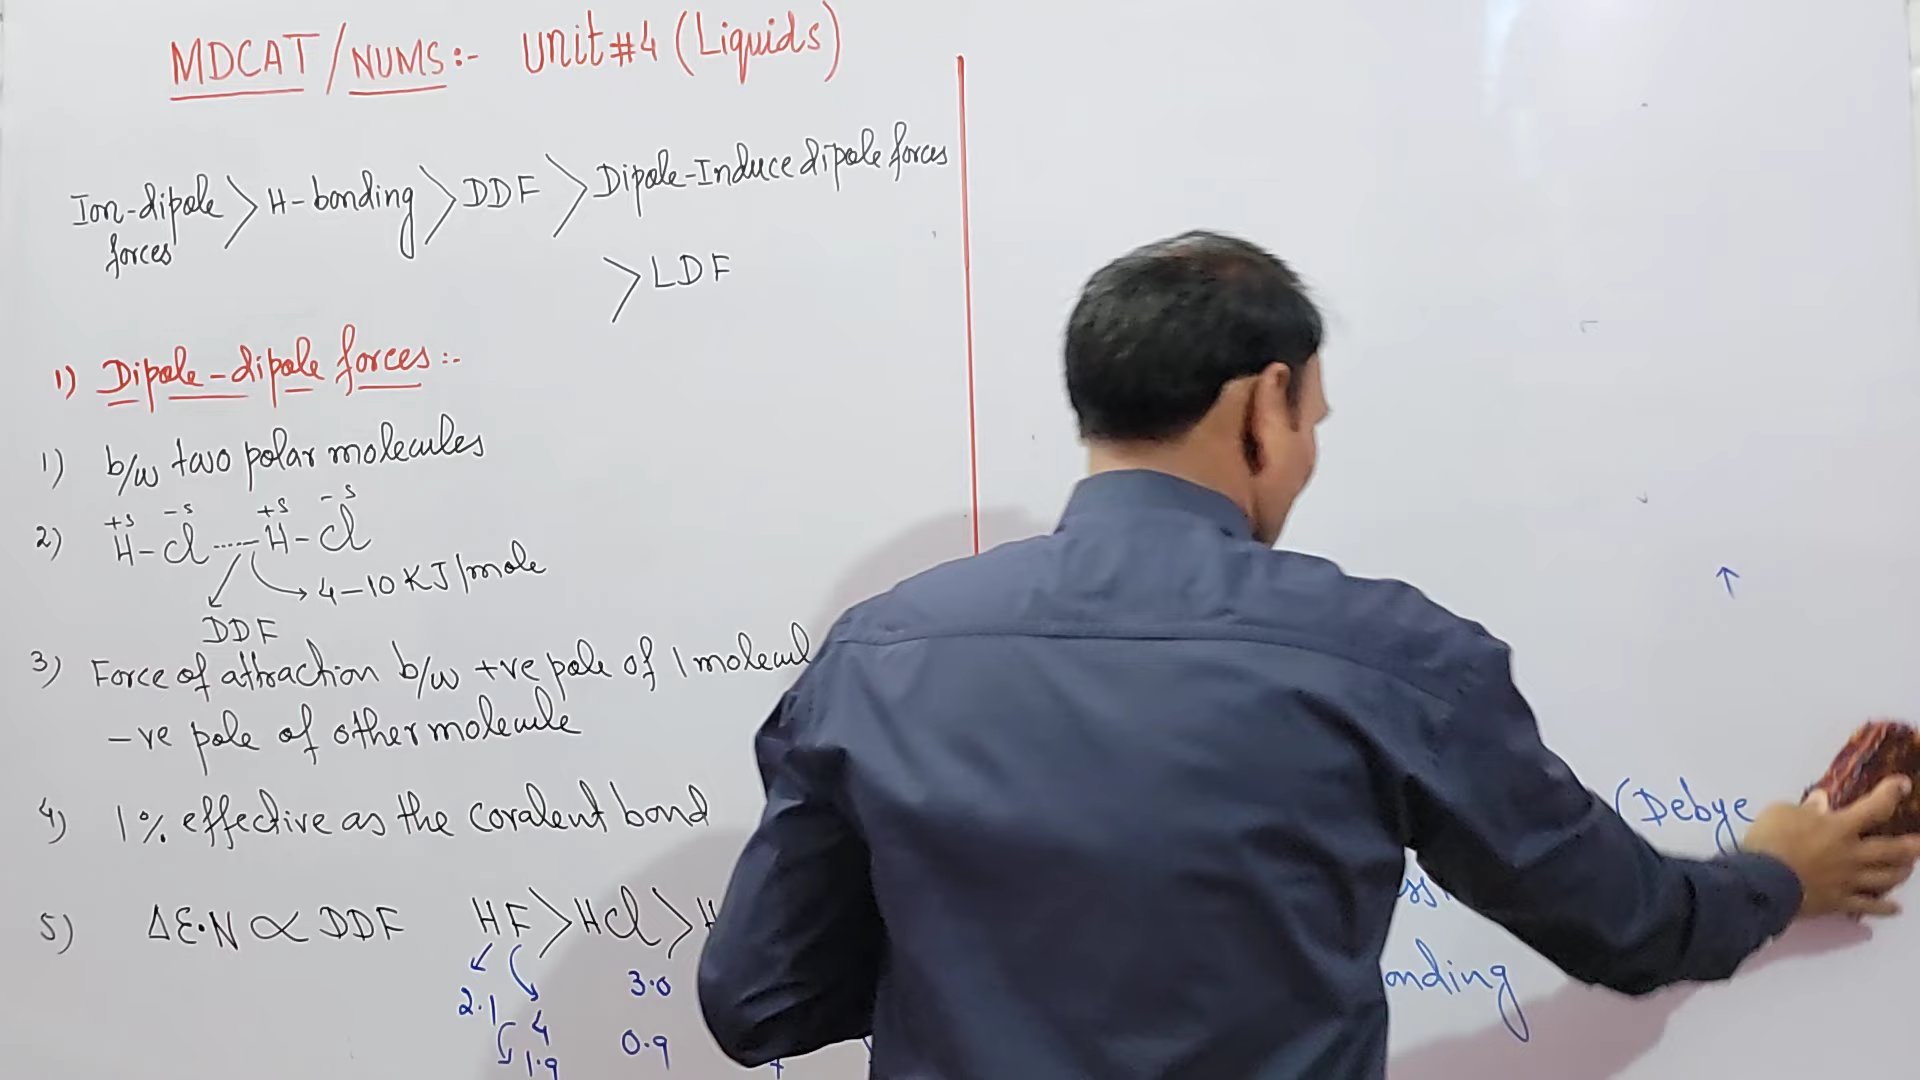 MDCAT/NUMS:- Unit#4 (Liquids)
Ion-dipole forces > H-bonding > DDF > Dipole-Induce dipole forces
> LDF
1) Dipole-dipole forces:-
1) b/w two polar molecules
2) +δ -δ +δ -δ
H-Cl.....H-Cl
4-10 KJ/mole
DDF
3) Force of attraction b/w +ve pole of 1 molecul
-ve pole of other molecule
4) 1% effective as the covalent bond
5) ΔE.N ∝ DDF HF > HCl > H
2.1 4 3.0
1.9 0.9
(Debye
onding